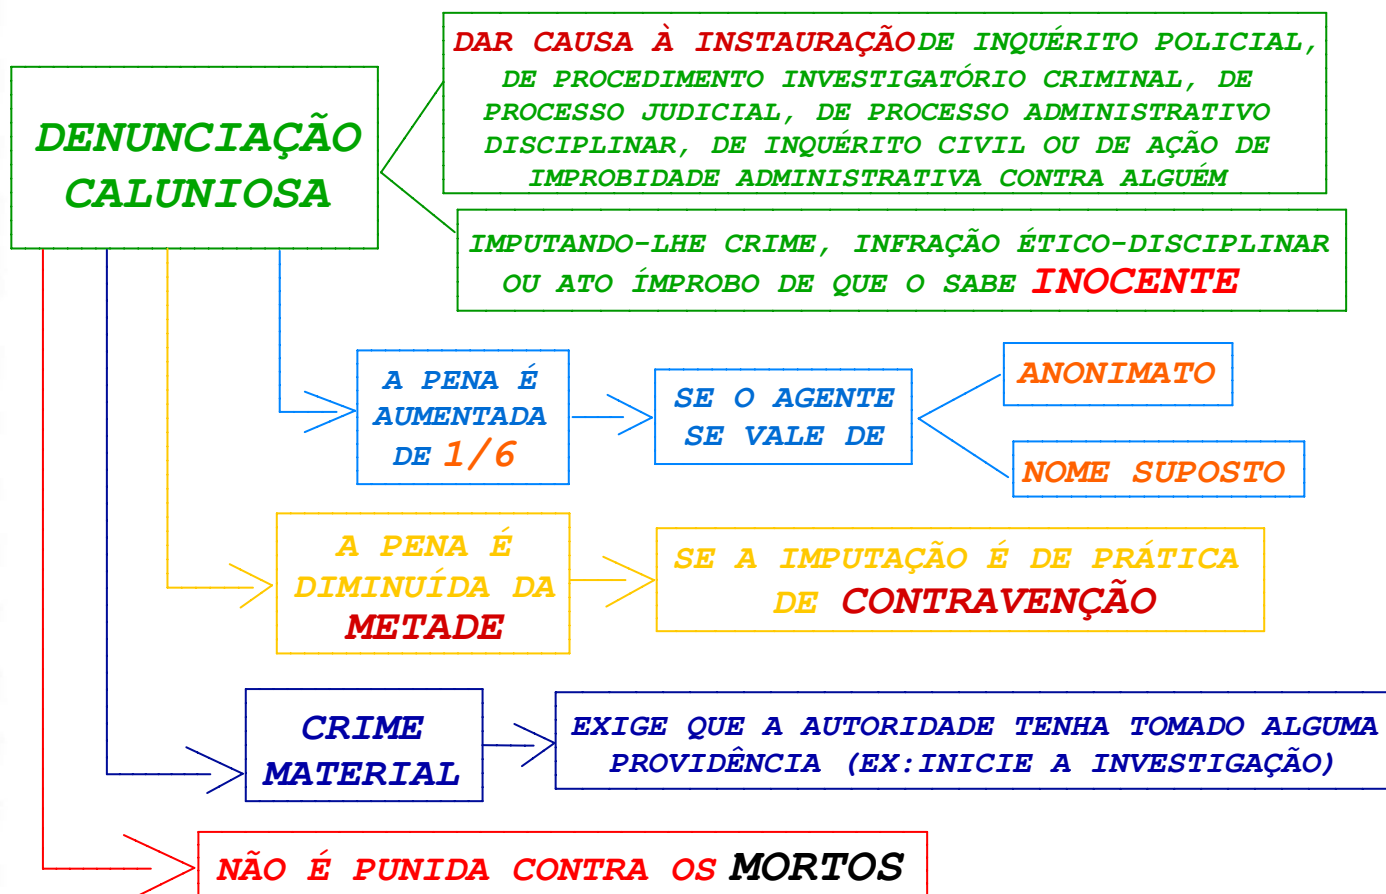 DENUNCIAÇÃO
CALUNIOSA
DAR CAUSA À INSTAURAÇÃO DE INQUÉRITO POLICIAL,
DE PROCEDIMENTO INVESTIGATÓRIO CRIMINAL, DE
PROCESSO JUDICIAL, DE PROCESSO ADMINISTRATIVO
DISCIPLINAR, DE INQUÉRITO CIVIL OU DE AÇÃO DE
IMPROBIDADE ADMINISTRATIVA CONTRA ALGUÉM
IMPUTANDO-LHE CRIME, INFRAÇÃO ÉTICO-DISCIPLINAR
OU ATO ÍMPROBO DE QUE O SABE INOCENTE
A PENA É
AUMENTADA
DE 1/6
SE O AGENTE
SE VALE DE
ANONIMATO
NOME SUPOSTO
A PENA É
DIMINUÍDA DA
METADE
SE A IMPUTAÇÃO É DE PRÁTICA
DE CONTRAVENÇÃO
CRIME
MATERIAL
EXIGE QUE A AUTORIDADE TENHA TOMADO ALGUMA
PROVIDÊNCIA (EX:INICIE A INVESTIGAÇÃO)
NÃO É PUNIDA CONTRA OS MORTOS